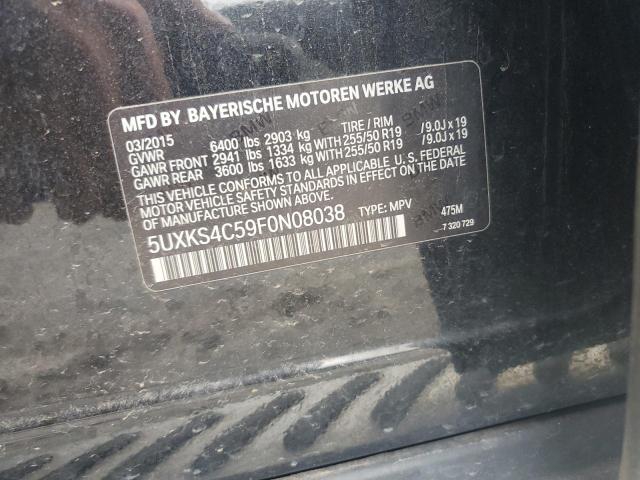 MFD BY BAYERISCHE MOTOREN WERKE AG
03/2015
GVWR 6400 lbs 2903 kg TIRE / RIM
GAWR FRONT 2941 lbs 1334 kg WITH 255/50 R19 /9.0J x 19
GAWR REAR 3600 lbs 1633 kg WITH 255/50 R19 /9.0J x 19
THIS VEHICLE CONFORMS TO ALL APPLICABLE U. S. FEDERAL
MOTOR VEHICLE SAFETY STANDARDS IN EFFECT ON THE DATE
OF MANUFACTURE SHOWN ABOVE.
5UXKS4C59F0N08038 TYPE: MPV 475M
7 320 729